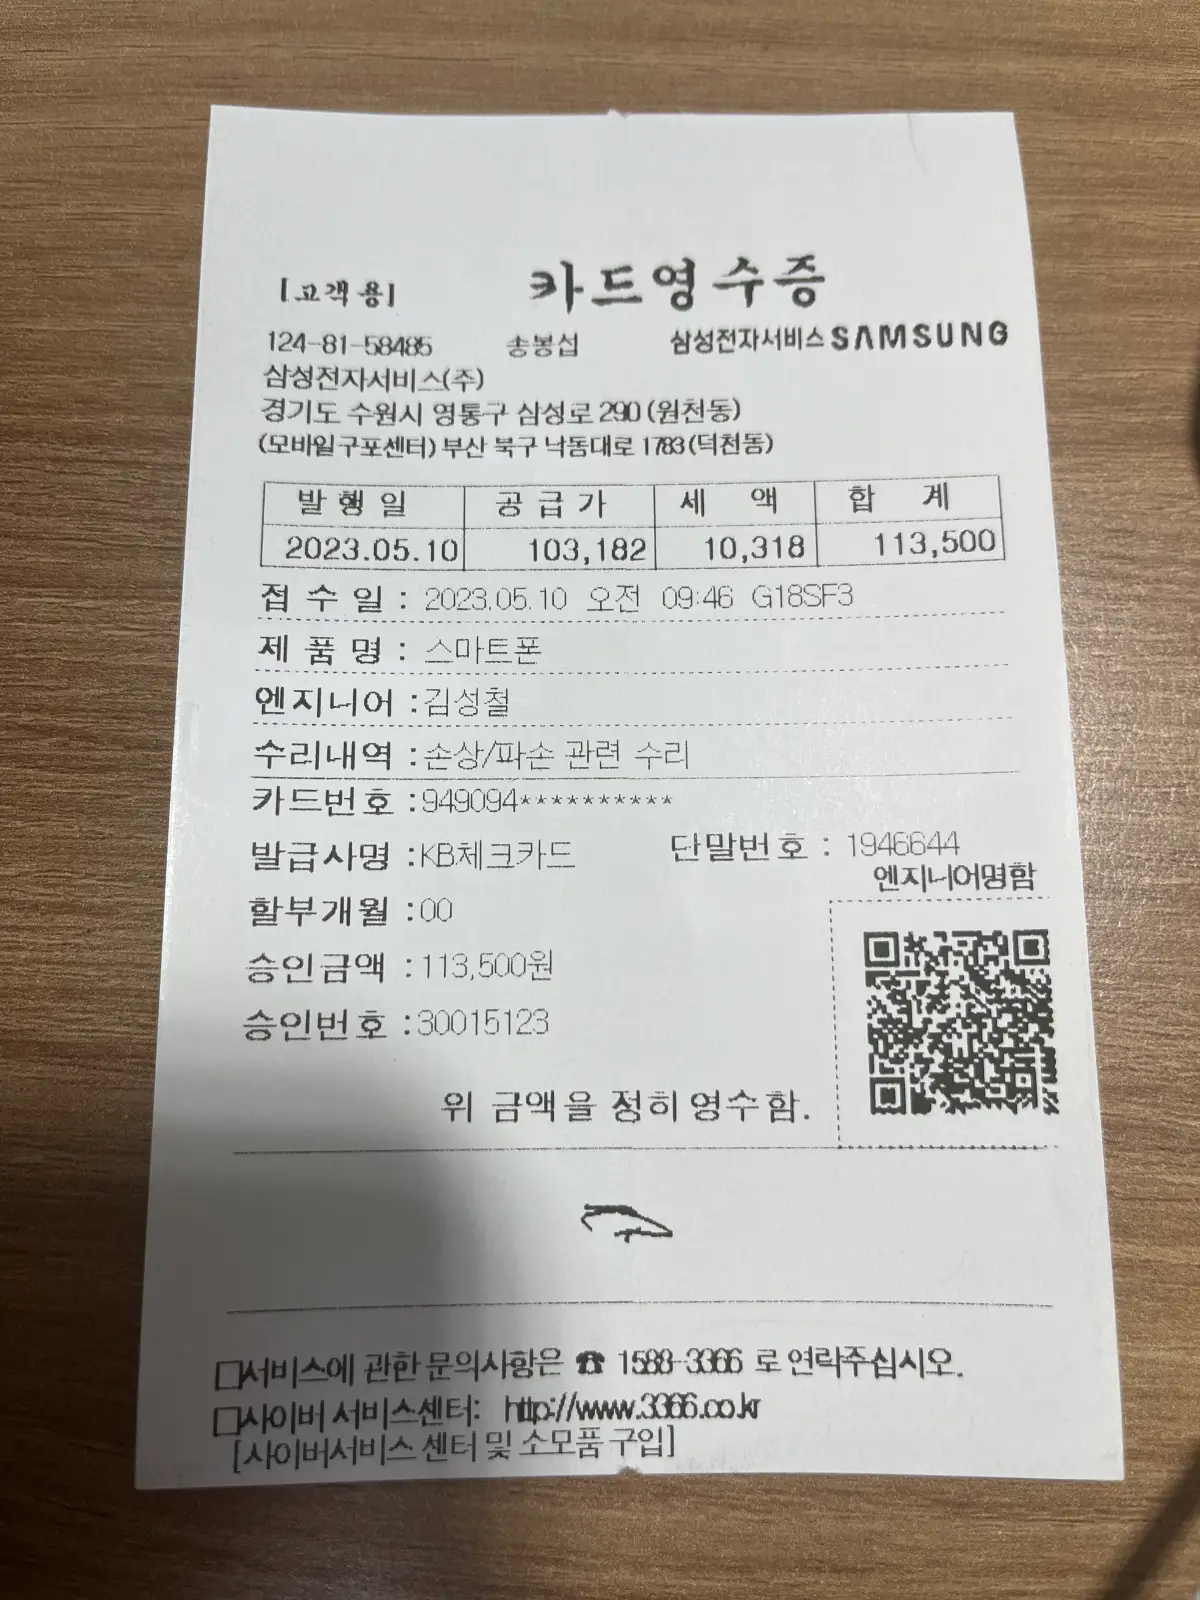 [고객용] 카드영수증
124-81-58485 송봉섭 삼성전자서비스 SAMSUNG
삼성전자서비스(주)
경기도 수원시 영통구 삼성로 290 (원천동)
(모바일구포센터) 부산 북구 낙동대로 1783 (덕천동)
발행일 공급가 세액 합계
2023.05.10 103,182 10,318 113,500
접수일 : 2023.05.10 오전 09:46 G18SF3
제품명 : 스마트폰
엔지니어 : 김성철
수리내역 : 손상/파손 관련 수리
카드번호 : 949094**********
발급사명 : KB체크카드 단말번호 : 1946644
엔지니어명함
할부개월 : 00
승인금액 : 113,500원
승인번호 : 30015123
위 금액을 정히 영수함.
□서비스에 관한 문의사항은 ☎ 1588-3366 로 연락주십시오.
□사이버 서비스센터: http://www.3366.co.kr
[사이버서비스 센터 및 소모품 구입]